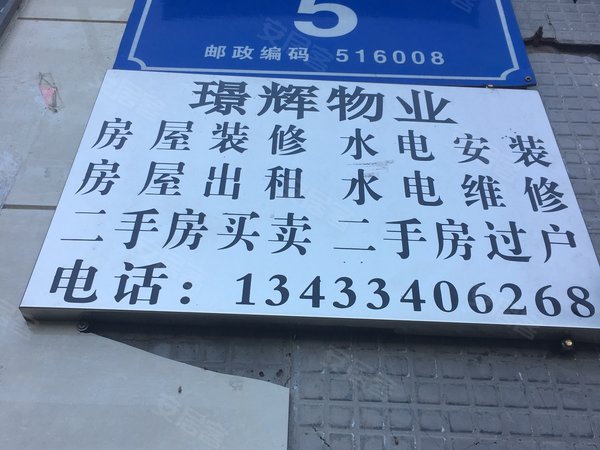 5
邮政编码 516008
璟辉物业
房屋装修 水电安装
房屋出租 水电维修
二手房买卖 二手房过户
电话：13433406268